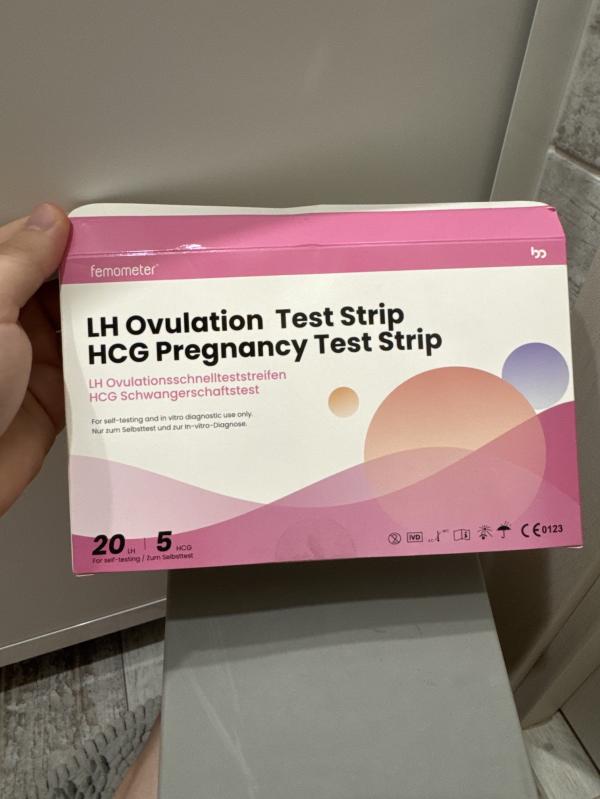 femometer
LH Ovulation Test Strip
HCG Pregnancy Test Strip
LH Ovulationsschnellteststreifen
HCG Schwangerschaftstest
For self-testing and in vitro diagnostic use only.
Nur zum Selbsttest und zur In-vitro-Diagnose.
20 LH | 5 HCG
For self-testing / Zum Selbsttest
IVD CE 0123